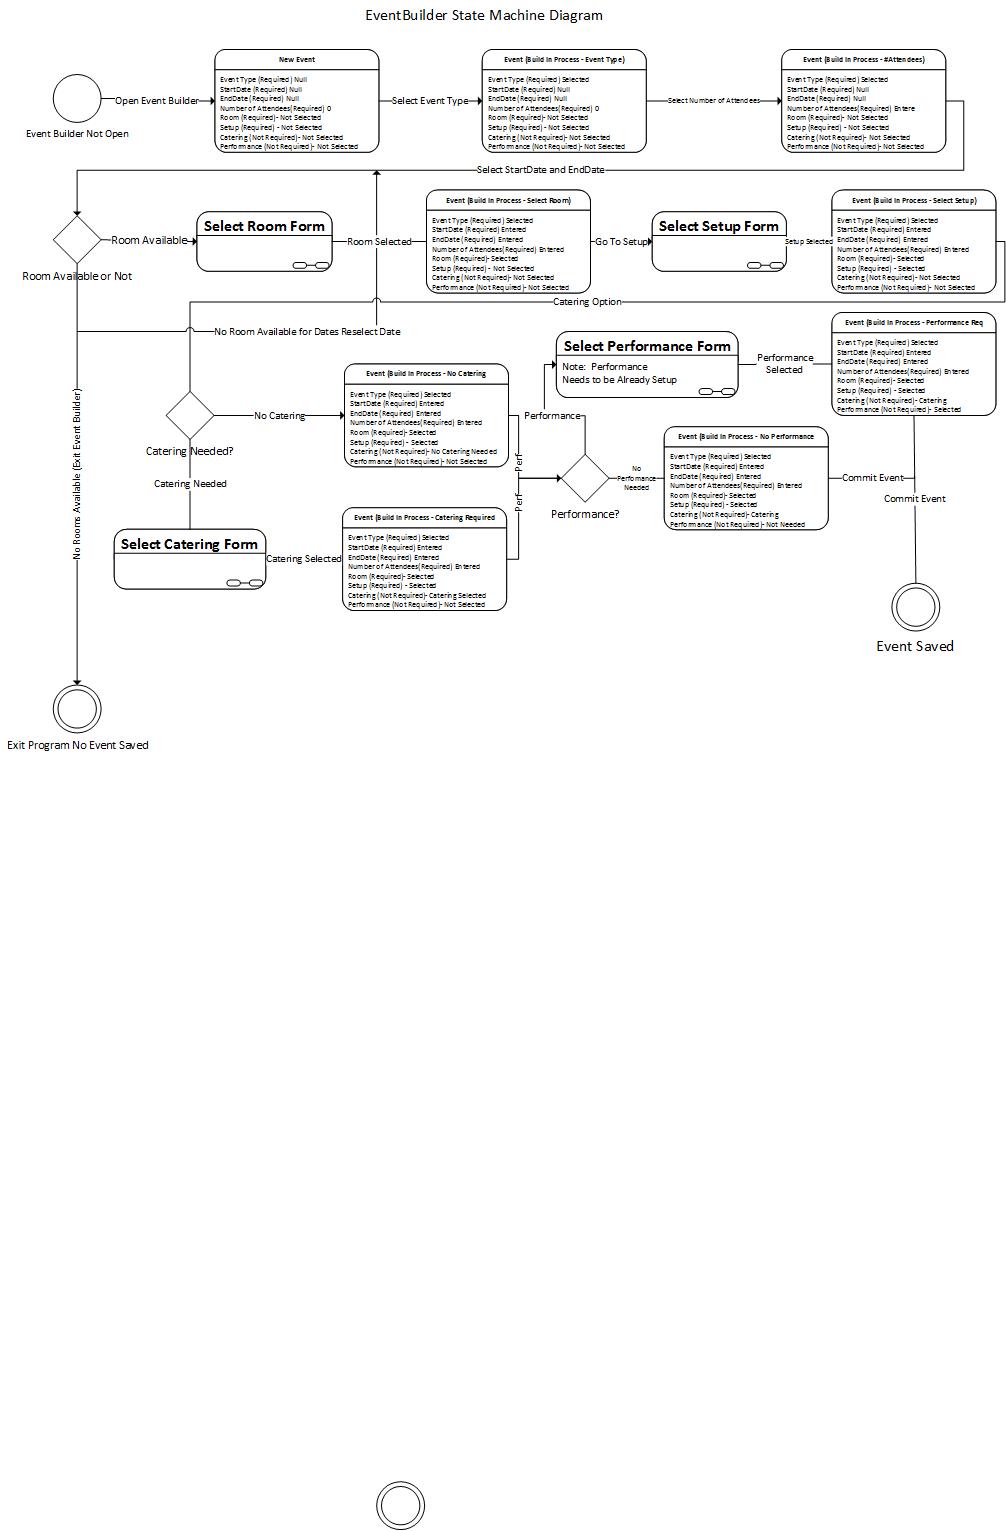 EventBuilder State Machine Diagram
Event Builder Not Open
Open Event Builder
New Event
Event Type (Required) Null
StartDate (Required) Null
EndDate (Required) Null
Number of Attendees(Required) 0
Room (Required)- Not Selected
Setup (Required) - Not Selected
Catering (Not Required)- Not Selected
Performance (Not Required)- Not Selected
Select Event Type
Event (Build In Process - Event Type)
Event Type (Required) Selected
StartDate (Required) Null
EndDate (Required) Null
Number of Attendees(Required) 0
Room (Required)- Not Selected
Setup (Required) - Not Selected
Catering (Not Required)- Not Selected
Performance (Not Required)- Not Selected
Select Number of Attendees
Event (Build In Process - #Attendees)
Event Type (Required) Selected
StartDate (Required) Null
EndDate (Required) Null
Number of Attendees(Required) Entere
Room (Required)- Not Selected
Setup (Required) - Not Selected
Catering (Not Required)- Not Selected
Performance (Not Required)- Not Selected
Select StartDate and EndDate
Room Available or Not
Room Available
Select Room Form
Room Selected
Event (Build In Process - Select Room)
Event Type (Required) Selected
StartDate (Required) Entered
EndDate (Required) Entered
Number of Attendees(Required) Entered
Room (Required)- Selected
Setup (Required) - Not Selected
Catering (Not Required)- Not Selected
Performance (Not Required)- Not Selected
Go To Setup
Select Setup Form
Setup Selected
Event (Build In Process - Select Setup)
Event Type (Required) Selected
StartDate (Required) Entered
EndDate (Required) Entered
Number of Attendees(Required) Entered
Room (Required)- Selected
Setup (Required) - Selected
Catering (Not Required)- Not Selected
Performance (Not Required)- Not Selected
Catering Option
No Room Available for Dates Reselect Date
No Rooms Available (Exit Event Builder)
Catering Needed?
No Catering
Event (Build In Process - No Catering
Event Type (Required) Selected
StartDate (Required) Entered
EndDate (Required) Entered
Number of Attendees(Required) Entered
Room (Required)- Selected
Setup (Required) - Selected
Catering (Not Required)- No Catering Needed
Performance (Not Required)- Not Selected
Perf
Performance
Select Performance Form
Note: Performance
Needs to be Already Setup
Performance
Selected
Event (Build In Process - Performance Req
Event Type (Required) Selected
StartDate (Required) Entered
EndDate (Required) Entered
Number of Attendees(Required) Entered
Room (Required)- Selected
Setup (Required) - Selected
Catering (Not Required)- Catering
Performance (Not Required)- Selected
Catering Needed
Select Catering Form
Catering Selected
Event (Build In Process - Catering Required
Event Type (Required) Selected
StartDate (Required) Entered
EndDate (Required) Entered
Number of Attendees(Required) Entered
Room (Required)- Selected
Setup (Required) - Selected
Catering (Not Required)- Catering Selected
Performance (Not Required)- Not Selected
Perf
Performance?
No
Perfomance
Needed
Event (Build In Process - No Performance
Event Type (Required) Selected
StartDate (Required) Entered
EndDate (Required) Entered
Number of Attendees(Required) Entered
Room (Required)- Selected
Setup (Required) - Selected
Catering (Not Required)- Catering
Performance (Not Required)- Not Needed
Commit Event
Commit Event
Event Saved
Exit Program No Event Saved